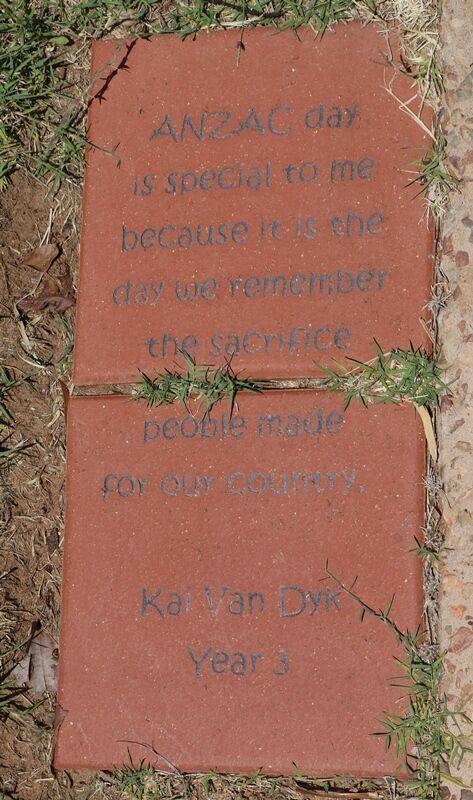 ANZAC day
is special to me
because it is the
day we remember
the sacrifice
people made
for our country.
Kai Van Dyk
Year 3